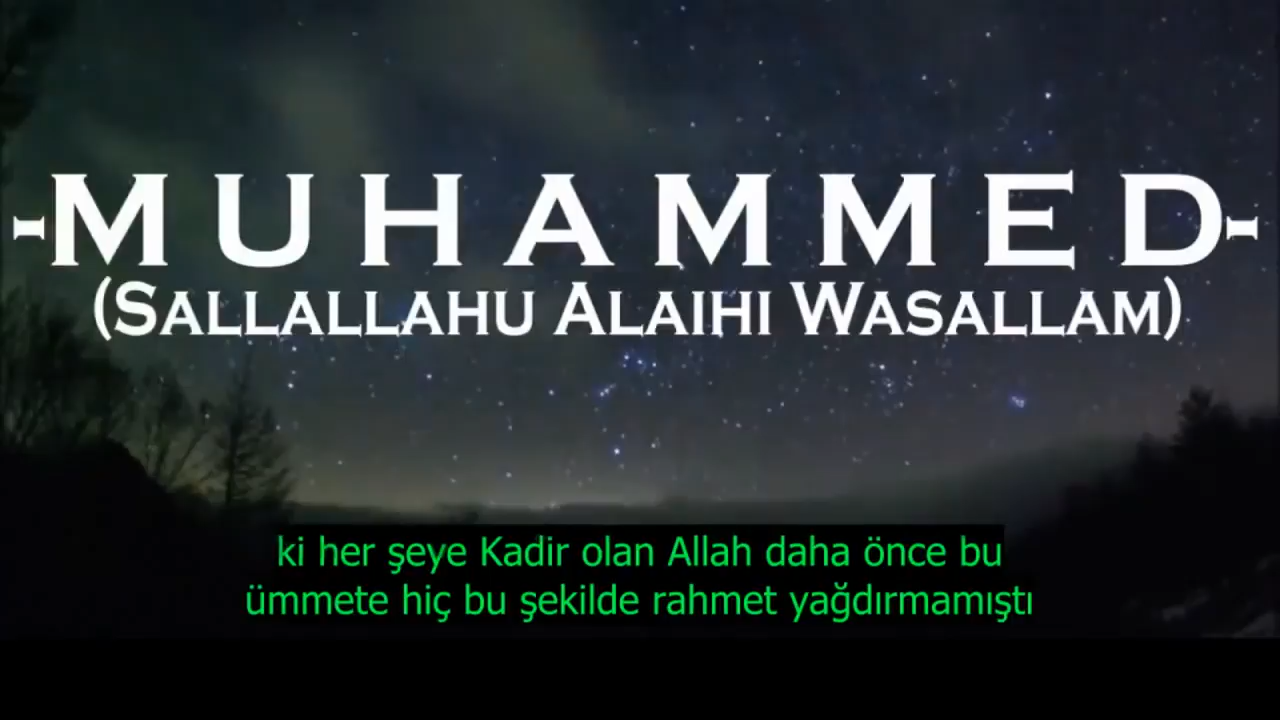 -MUHAMMED-
(SALLALLAHU ALAIHI WASALLAM)
ki her şeye Kadir olan Allah daha önce bu
ümmete hiç bu şekilde rahmet yağdırmamıştı